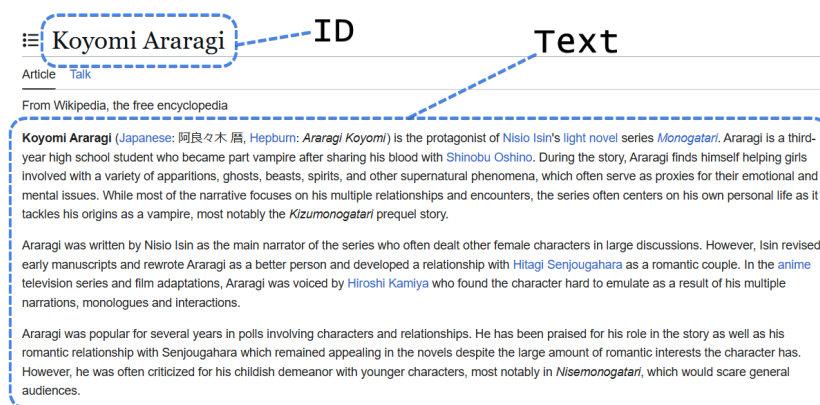 Koyomi Araragi
ID
Text
Article Talk
From Wikipedia, the free encyclopedia
Koyomi Araragi (Japanese: 阿良々木 暦, Hepburn: Araragi Koyomi) is the protagonist of Nisio Isin's light novel series Monogatari. Araragi is a third-
year high school student who became part vampire after sharing his blood with Shinobu Oshino. During the story, Araragi finds himself helping girls
involved with a variety of apparitions, ghosts, beasts, spirits, and other supernatural phenomena, which often serve as proxies for their emotional and
mental issues. While most of the narrative focuses on his multiple relationships and encounters, the series often centers on his own personal life as it
tackles his origins as a vampire, most notably the Kizumonogatari prequel story.
Araragi was written by Nisio Isin as the main narrator of the series who often dealt other female characters in large discussions. However, Isin revised
early manuscripts and rewrote Araragi as a better person and developed a relationship with Hitagi Senjougahara as a romantic couple. In the anime
television series and film adaptations, Araragi was voiced by Hiroshi Kamiya who found the character hard to emulate as a result of his multiple
narrations, monologues and interactions.
Araragi was popular for several years in polls involving characters and relationships. He has been praised for his role in the story as well as his
romantic relationship with Senjougahara which remained appealing in the novels despite the large amount of romantic interests the character has.
However, he was often criticized for his childish demeanor with younger characters, most notably in Nisemonogatari, which would scare general
audiences.